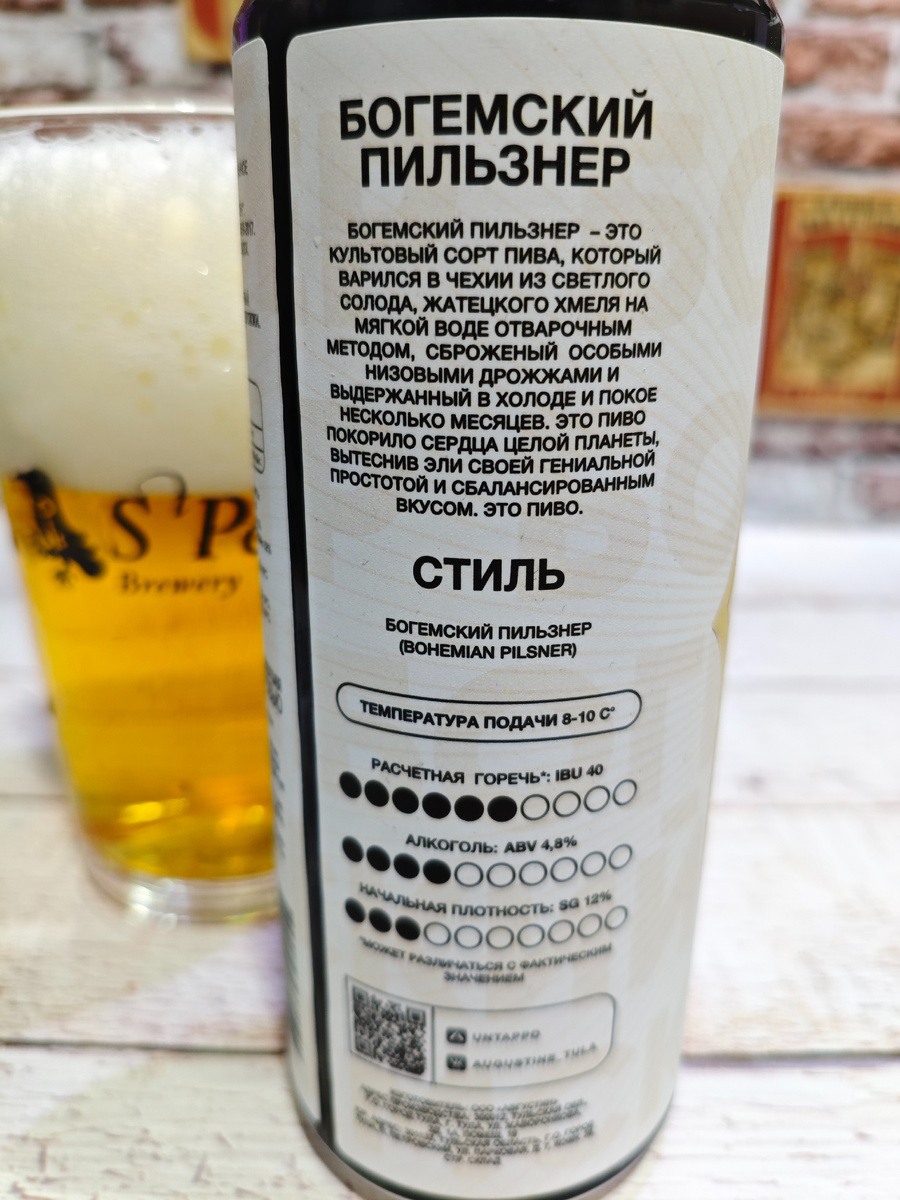 БОГЕМСКИЙ
ПИЛЬЗНЕР
БОГЕМСКИЙ ПИЛЬЗНЕР – ЭТО
КУЛЬТОВЫЙ СОРТ ПИВА, КОТОРЫЙ
ВАРИЛСЯ В ЧЕХИИ ИЗ СВЕТЛОГО
СОЛОДА, ЖАТЕЦКОГО ХМЕЛЯ НА
МЯГКОЙ ВОДЕ ОТВАРОЧНЫМ
МЕТОДОМ, СБРОЖЕНЫЙ ОСОБЫМИ
НИЗОВЫМИ ДРОЖЖАМИ И
ВЫДЕРЖАННЫЙ В ХОЛОДЕ И ПОКОЕ
НЕСКОЛЬКО МЕСЯЦЕВ. ЭТО ПИВО
ПОКОРИЛО СЕРДЦА ЦЕЛОЙ ПЛАНЕТЫ,
ВЫТЕСНИВ ЭЛИ СВОЕЙ ГЕНИАЛЬНОЙ
ПРОСТОТОЙ И СБАЛАНСИРОВАННЫМ
ВКУСОМ. ЭТО ПИВО.
СТИЛЬ
БОГЕМСКИЙ ПИЛЬЗНЕР
(BOHEMIAN PILSNER)
ТЕМПЕРАТУРА ПОДАЧИ 8-10 C°
РАСЧЕТНАЯ ГОРЕЧЬ*: IBU 40
АЛКОГОЛЬ: ABV 4,8%
НАЧАЛЬНАЯ ПЛОТНОСТЬ: SG 12%
*МОЖЕТ РАЗЛИЧАТЬСЯ С ФАКТИЧЕСКИМ
ЗНАЧЕНИЕМ
UNTAPPD
AUGUSTINE_TULA
S'Pe
Brewery